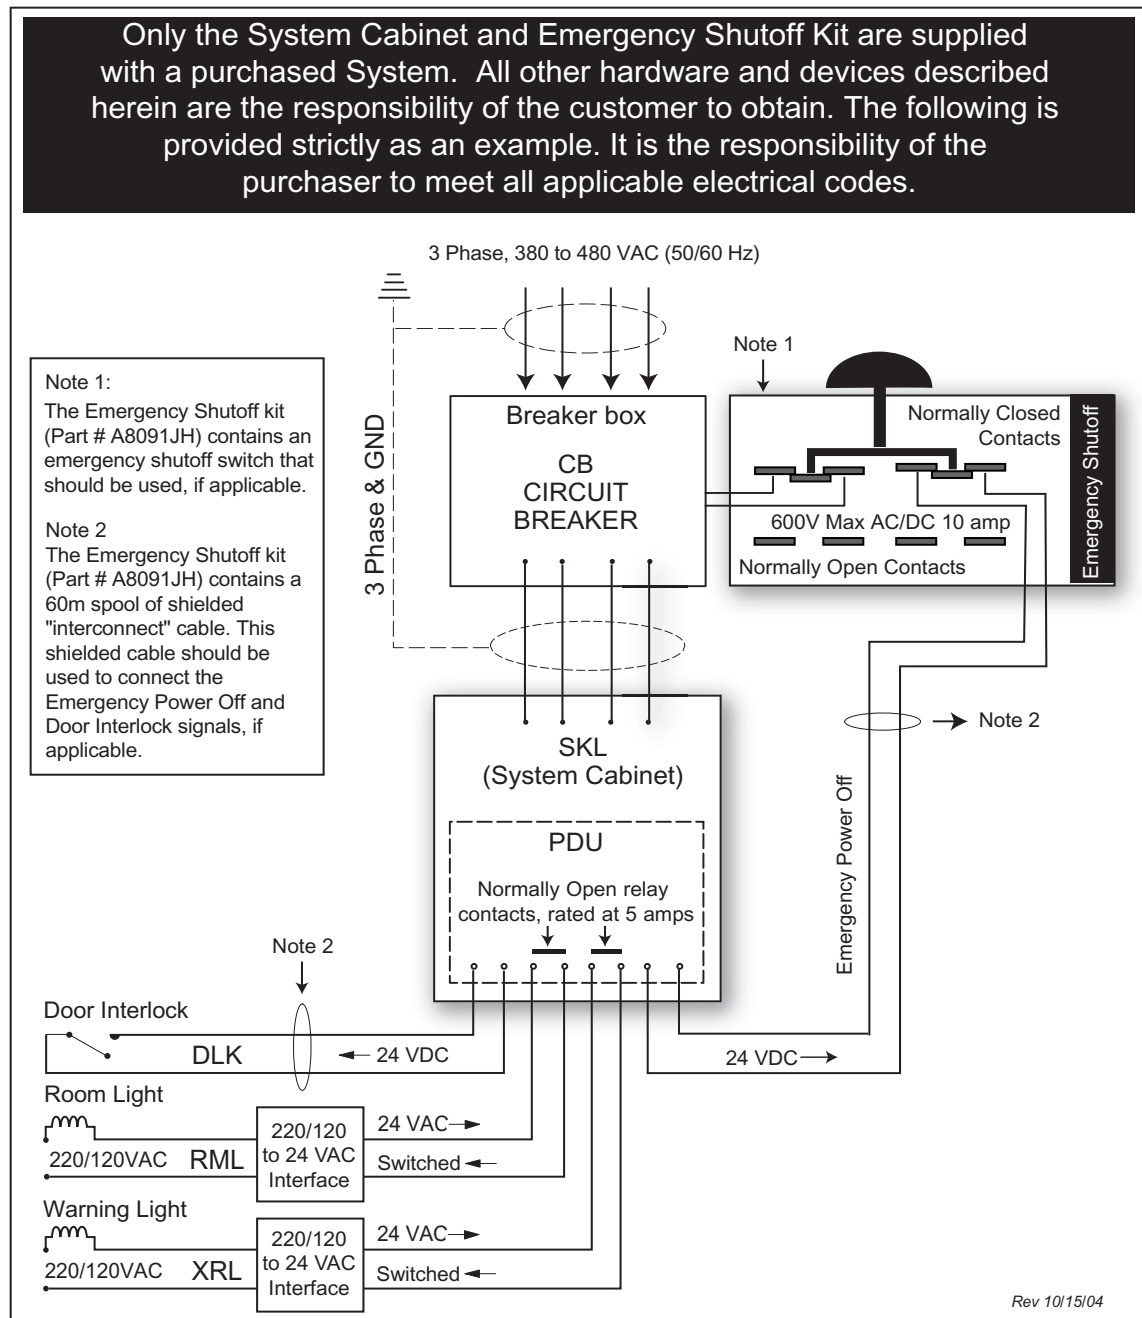 Only the System Cabinet and Emergency Shutoff Kit are supplied
with a purchased System. All other hardware and devices described
herein are the responsibility of the customer to obtain. The following is
provided strictly as an example. It is the responsibility of the
purchaser to meet all applicable electrical codes.
3 Phase, 380 to 480 VAC (50/60 Hz)
Note 1:
The Emergency Shutoff kit
(Part # A8091JH) contains an
emergency shutoff switch that
should be used, if applicable.
Note 2
The Emergency Shutoff kit
(Part # A8091JH) contains a
60m spool of shielded
"interconnect" cable. This
shielded cable should be
used to connect the
Emergency Power Off and
Door Interlock signals, if
applicable.
3 Phase & GND
Breaker box
CB
CIRCUIT
BREAKER
Note 1
Normally Closed
Contacts
600V Max AC/DC 10 amp
Normally Open Contacts
Emergency Shutoff
SKL
(System Cabinet)
PDU
Normally Open relay
contacts, rated at 5 amps
Note 2
Emergency Power Off
Note 2
Door Interlock
DLK
24 VDC
24 VDC
Room Light
220/120VAC
RML
220/120
to 24 VAC
Interface
24 VAC
Switched
Warning Light
220/120VAC
XRL
220/120
to 24 VAC
Interface
24 VAC
Switched
Rev 10/15/04